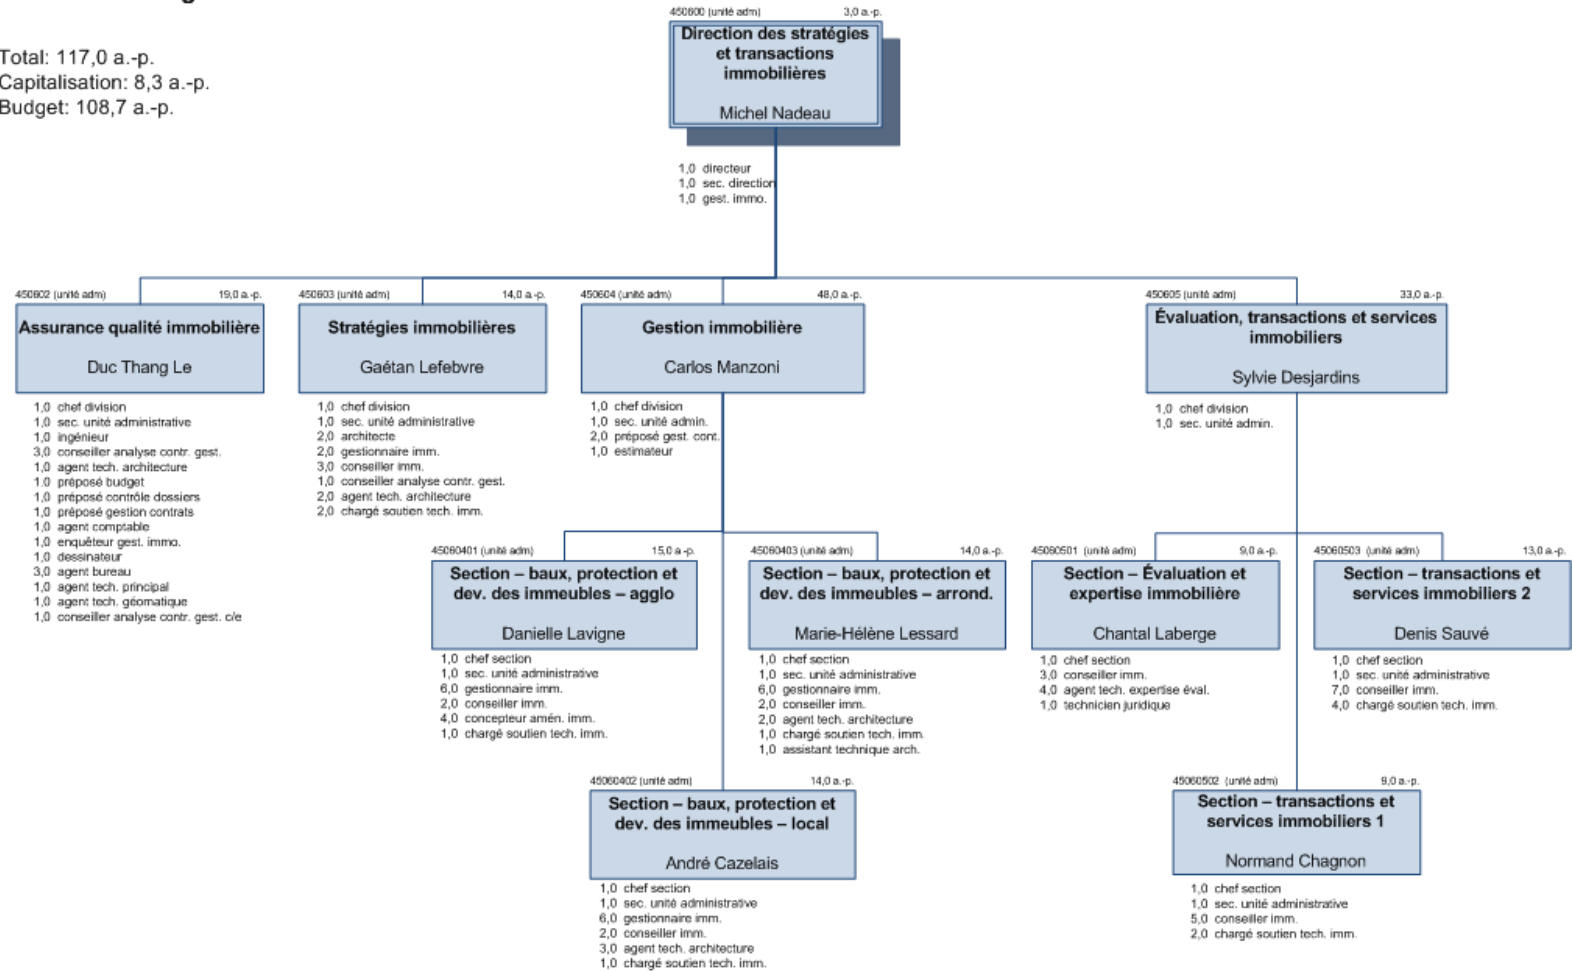 Total: 117,0 a.-p.
Capitalisation: 8,3 a.-p.
Budget: 108,7 a.-p.
450600 (unité adm) 3,0 a.-p.
Direction des stratégies
et transactions
immobilières
Michel Nadeau
1,0 directeur
1,0 sec. direction
1,0 gest. immo.
450602 (unité adm) 19,0 a.-p.
Assurance qualité immobilière
Duc Thang Le
1,0 chef division
1,0 sec. unité administrative
1,0 ingénieur
3,0 conseiller analyse contr. gest.
1,0 agent tech. architecture
1,0 préposé budget
1,0 préposé contrôle dossiers
1,0 préposé gestion contrats
1,0 agent comptable
1,0 enquêteur gest. immo.
1,0 dessinateur
3,0 agent bureau
1,0 agent tech. principal
1,0 agent tech. géomatique
1,0 conseiller analyse contr. gest. c/e
450603 (unité adm) 14,0 a.-p.
Stratégies immobilières
Gaétan Lefebvre
1,0 chef division
1,0 sec. unité administrative
2,0 architecte
2,0 gestionnaire imm.
3,0 conseiller imm.
1,0 conseiller analyse contr. gest.
2,0 agent tech. architecture
2,0 chargé soutien tech. imm.
450604 (unité adm) 48,0 a.-p.
Gestion immobilière
Carlos Manzoni
1,0 chef division
1,0 sec. unité admin.
2,0 préposé gest. cont.
1,0 estimateur
450605 (unité adm) 33,0 a.-p.
Évaluation, transactions et services
immobiliers
Sylvie Desjardins
1,0 chef division
1,0 sec. unité admin.
45060401 (unité adm) 15,0 a.-p.
Section – baux, protection et
dev. des immeubles – agglo
Danielle Lavigne
1,0 chef section
1,0 sec. unité administrative
6,0 gestionnaire imm.
2,0 conseiller imm.
4,0 concepteur amén. imm.
1,0 chargé soutien tech. imm.
45060403 (unité adm) 14,0 a.-p.
Section – baux, protection et
dev. des immeubles – arrond.
Marie-Hélène Lessard
1,0 chef section
1,0 sec. unité administrative
6,0 gestionnaire imm.
2,0 conseiller imm.
2,0 agent tech. architecture
1,0 chargé soutien tech. imm.
1,0 assistant technique arch.
45060501 (unité adm) 9,0 a.-p.
Section – Évaluation et
expertise immobilière
Chantal Laberge
1,0 chef section
3,0 conseiller imm.
4,0 agent tech. expertise éval.
1,0 technicien juridique
45060503 (unité adm) 13,0 a.-p.
Section – transactions et
services immobiliers 2
Denis Sauvé
1,0 chef section
1,0 sec. unité administrative
7,0 conseiller imm.
4,0 chargé soutien tech. imm.
45060402 (unité adm) 14,0 a.-p.
Section – baux, protection et
dev. des immeubles – local
André Cazelais
1,0 chef section
1,0 sec. unité administrative
6,0 gestionnaire imm.
2,0 conseiller imm.
3,0 agent tech. architecture
1,0 chargé soutien tech. imm.
45060502 (unité adm) 9,0 a.-p.
Section – transactions et
services immobiliers 1
Normand Chagnon
1,0 chef section
1,0 sec. unité administrative
5,0 conseiller imm.
2,0 chargé soutien tech. imm.